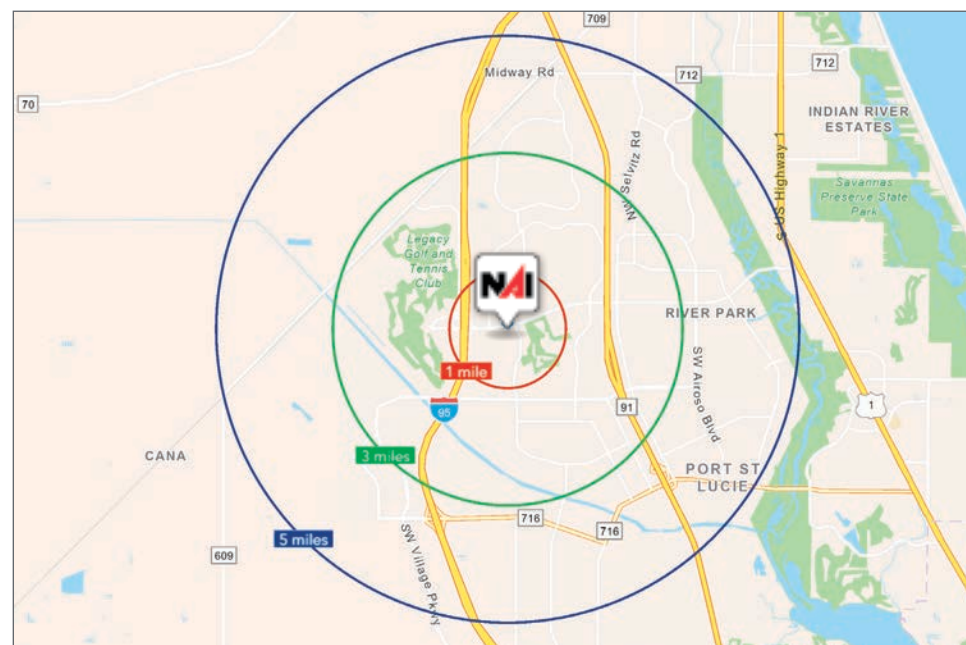 709
Midway Rd
712
712
70
INDIAN RIVER
ESTATES
NW Selvitz Rd
S US Highway 1
Savannas
Preserve State
Park
Legacy
Golf and
Tennis
Club
NAI
RIVER PARK
1 mile
SW Airoso Blvd
95
91
1
3 miles
CANA
PORT ST
LUCIE
716
716
5 miles
SW Village Pkwy
609